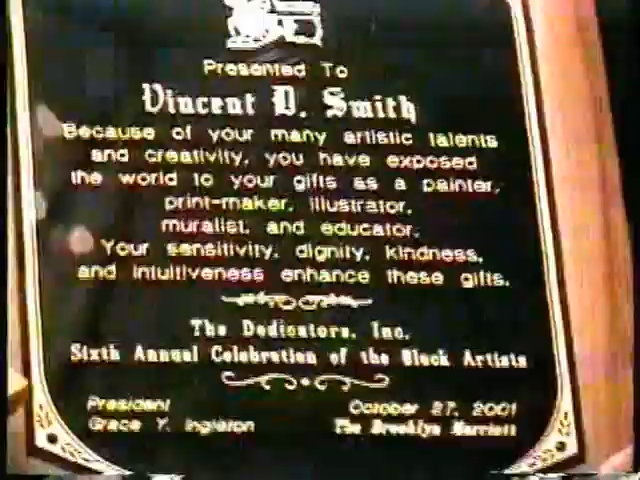 Presented To
Vincent D. Smith
Because of your many artistic talents
and creativity, you have exposed
the world to your gifts as a painter,
print-maker, illustrator,
muralist, and educator.
Your sensitivity, dignity, kindness,
and intuitiveness enhance these gifts.
The Dedicators, Inc.
Sixth Annual Celebration of the Black Artists
President
October 27, 2001
Grace Y. Ingleton
The Brooklyn Marriott